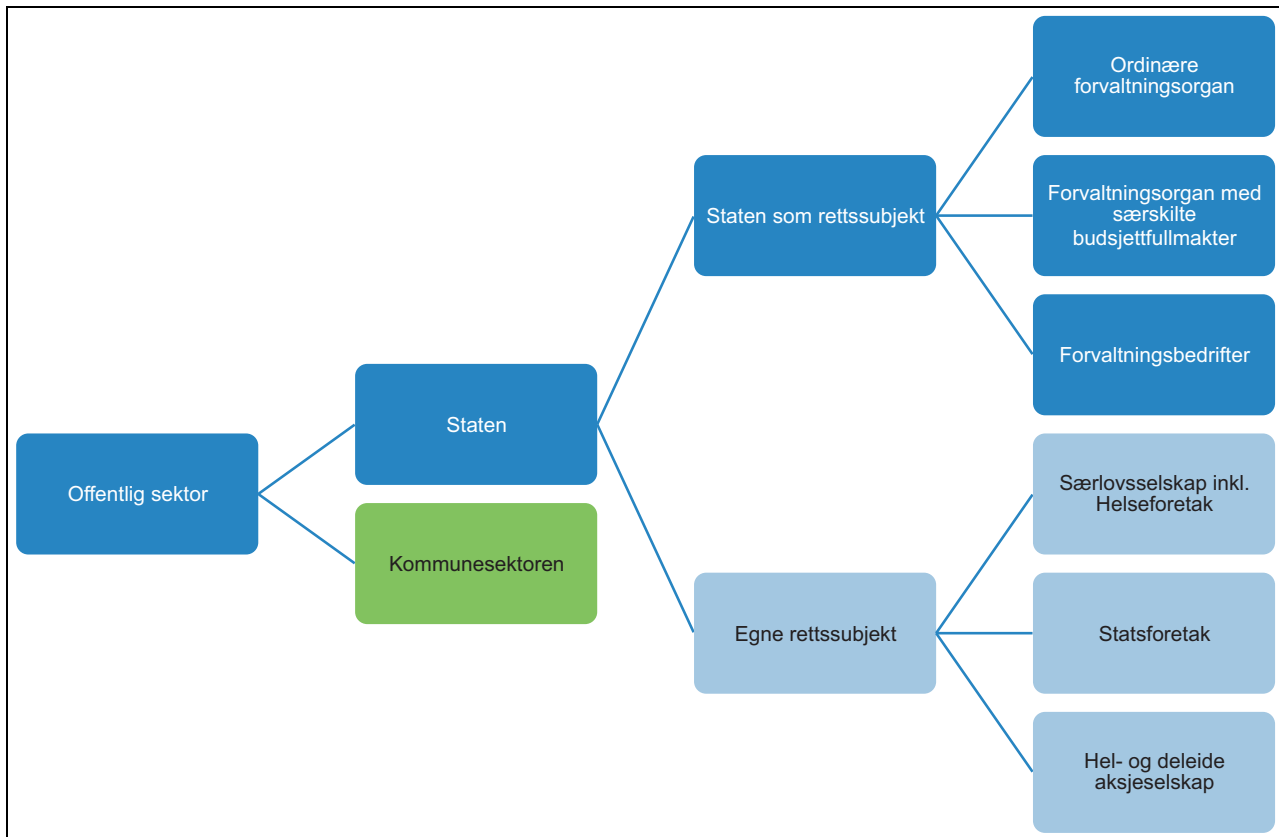 Offentlig sektor
Staten
Kommunesektoren
Staten som rettssubjekt
Egne rettssubjekt
Ordinære
forvaltningsorgan
Forvaltningsorgan med
særskilte
budsjettfullmakter
Forvaltningsbedrifter
Særlovsselskap inkl.
Helseforetak
Statsforetak
Hel- og deleide
aksjeselskap